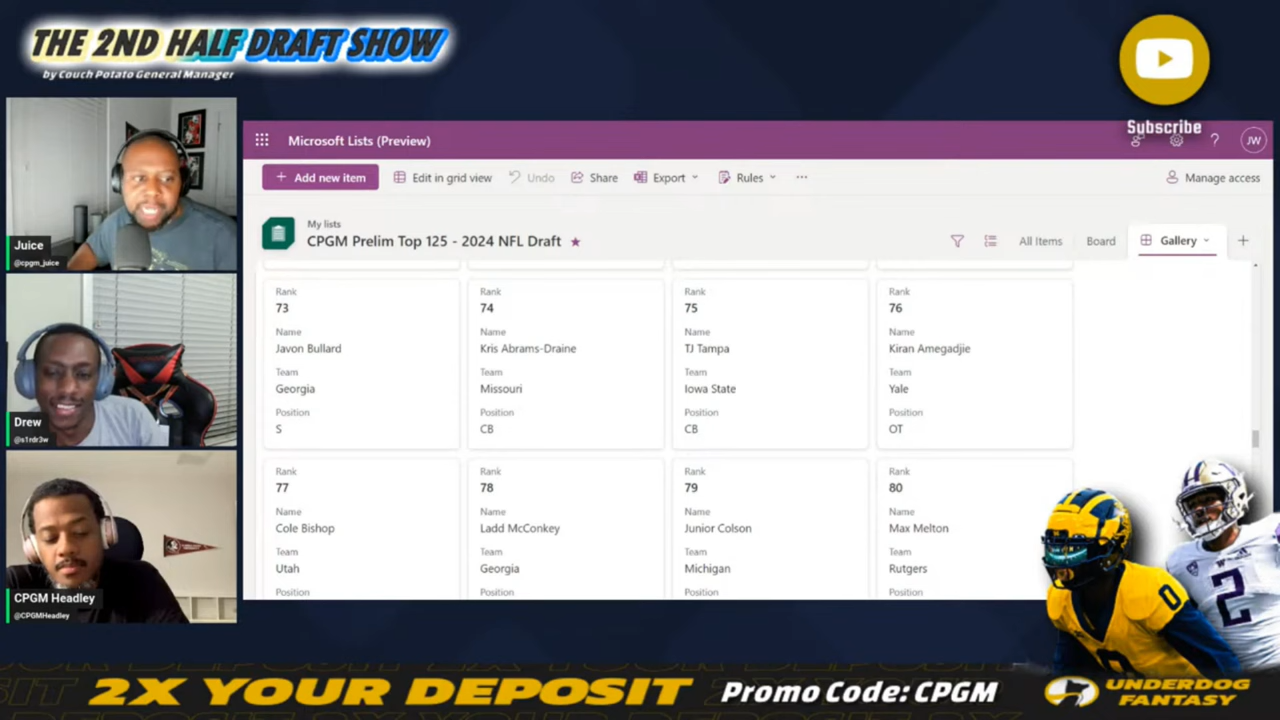 THE 2ND HALF DRAFT SHOW
by Couch Potato General Manager
Subscribe
Juice
@cpgm_juice
Drew
@s1rdr3w
CPGM Headley
@CPGMHeadley
Microsoft Lists (Preview)
?
JW
+ Add new item
Edit in grid view
Undo
Share
Export
Rules
...
Manage access
My lists
CPGM Prelim Top 125 - 2024 NFL Draft ★
All Items
Board
Gallery
+
Rank Rank Rank Rank
73 74 75 76
Name Name Name Name
Javon Bullard Kris Abrams-Draine TJ Tampa Kiran Amegadjie
Team Team Team Team
Georgia Missouri Iowa State Yale
Position Position Position Position
S CB CB OT
Rank Rank Rank Rank
77 78 79 80
Name Name Name Name
Cole Bishop Ladd McConkey Junior Colson Max Melton
Team Team Team Team
Utah Georgia Michigan Rutgers
Position Position Position Position
0
W
2
2X YOUR DEPOSIT
Promo Code: CPGM
UNDERDOG
FANTASY